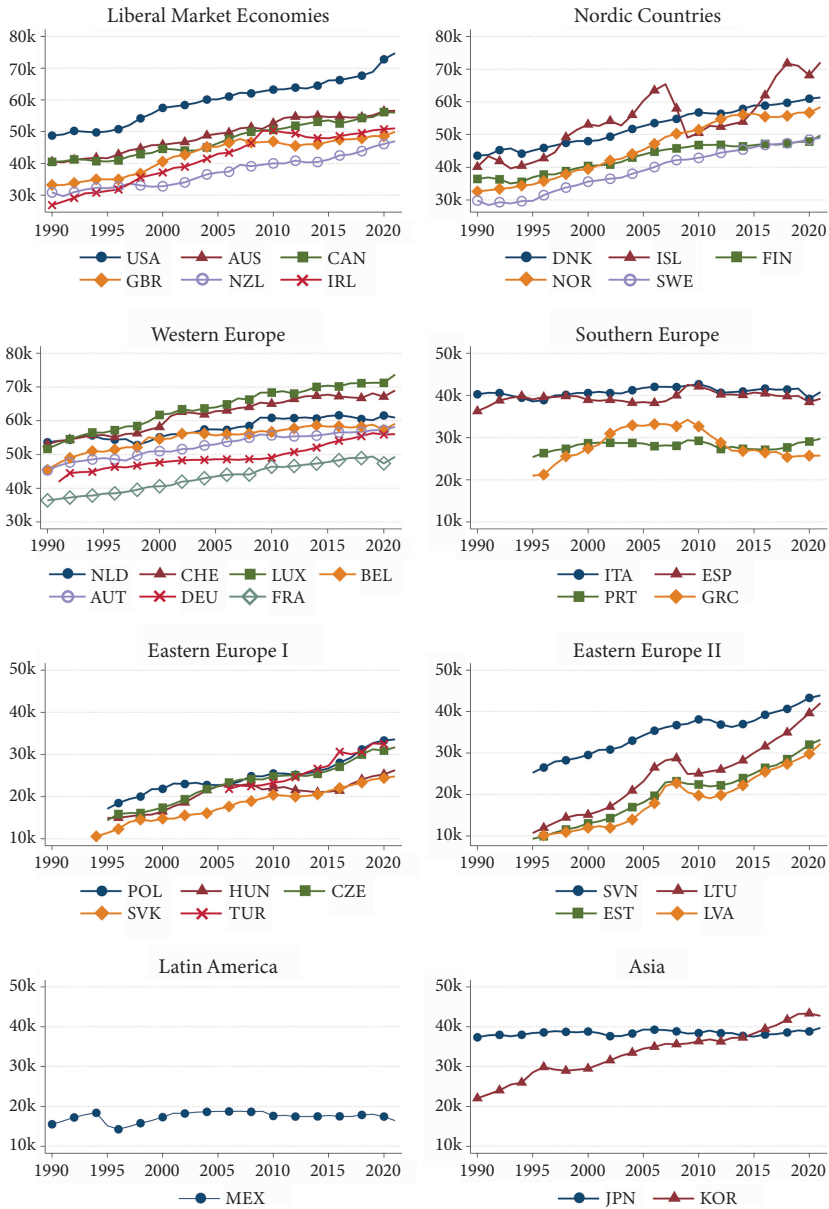 Liberal Market Economies
80k
70k
60k
50k
40k
30k
1990 1995 2000 2005 2010 2015 2020
USA AUS CAN
GBR NZL IRL
Nordic Countries
80k
70k
60k
50k
40k
30k
1990 1995 2000 2005 2010 2015 2020
DNK ISL FIN
NOR SWE
Western Europe
80k
70k
60k
50k
40k
30k
1990 1995 2000 2005 2010 2015 2020
NLD CHE LUX BEL
AUT DEU FRA
Southern Europe
50k
40k
30k
20k
10k
1990 1995 2000 2005 2010 2015 2020
ITA ESP
PRT GRC
Eastern Europe I
50k
40k
30k
20k
10k
1990 1995 2000 2005 2010 2015 2020
POL HUN CZE
SVK TUR
Eastern Europe II
50k
40k
30k
20k
10k
1990 1995 2000 2005 2010 2015 2020
SVN LTU
EST LVA
Latin America
50k
40k
30k
20k
10k
1990 1995 2000 2005 2010 2015 2020
MEX
Asia
50k
40k
30k
20k
10k
1990 1995 2000 2005 2010 2015 2020
JPN KOR